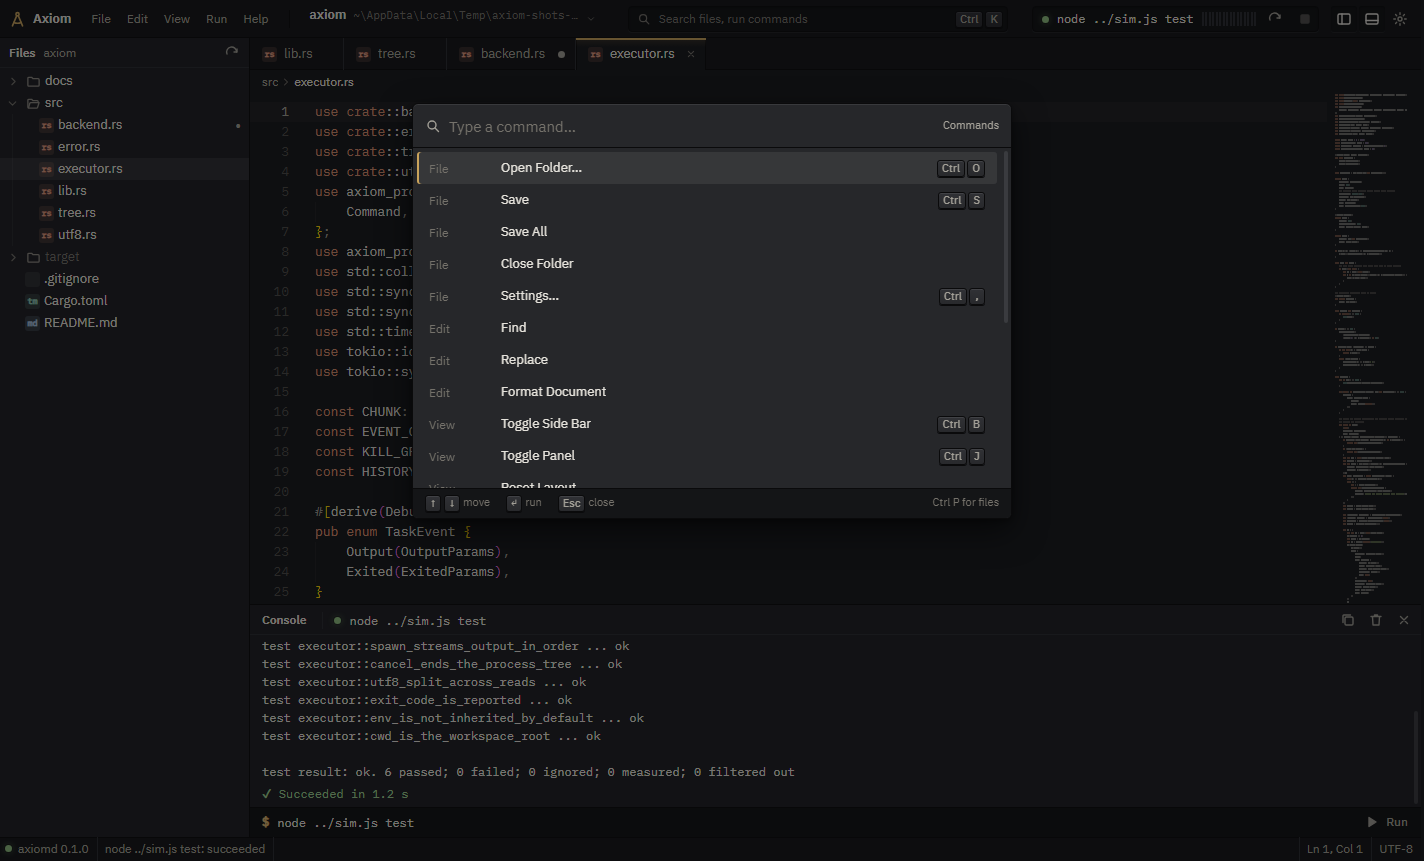 Axiom File Edit View Run Help axiom ~\AppData\Local\Temp\axiom-shots-... Search files, run commands Ctrl K node ../sim.js test
Files axiom
lib.rs tree.rs backend.rs executor.rs
src > executor.rs
docs
src
backend.rs
error.rs
executor.rs
lib.rs
tree.rs
utf8.rs
target
.gitignore
Cargo.toml
README.md
Type a command... Commands
File Open Folder... Ctrl O
File Save Ctrl S
File Save All
File Close Folder
File Settings... Ctrl ,
Edit Find
Edit Replace
Edit Format Document
View Toggle Side Bar Ctrl B
View Toggle Panel Ctrl J
View Reset Layout
↑ ↓ move ↵ run Esc close Ctrl P for files
1 use crate::ba
2 use crate::e
3 use crate::t
4 use crate::ut
5 use axiom_pro
6 Command,
7 };
8 use axiom_pro
9 use std::coll
10 use std::sync
11 use std::sync
12 use std::time
13 use tokio::io
14 use tokio::sy
15
16 const CHUNK:
17 const EVENT_
18 const KILL_GR
19 const HISTORY
20
21 #[derive(Debu
22 pub enum TaskEvent {
23 Output(OutputParams),
24 Exited(ExitedParams),
25 }
Console node ../sim.js test
test executor::spawn_streams_output_in_order ... ok
test executor::cancel_ends_the_process_tree ... ok
test executor::utf8_split_across_reads ... ok
test executor::exit_code_is_reported ... ok
test executor::env_is_not_inherited_by_default ... ok
test executor::cwd_is_the_workspace_root ... ok
test result: ok. 6 passed; 0 failed; 0 ignored; 0 measured; 0 filtered out
✓ Succeeded in 1.2 s
$ node ../sim.js test Run
axiomd 0.1.0 node ../sim.js test: succeeded Ln 1, Col 1 UTF-8